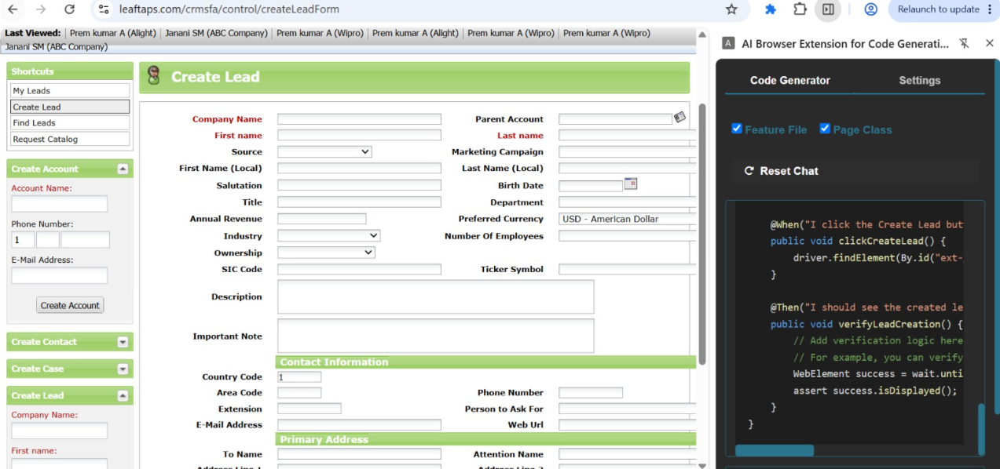 leaftaps.com/crmsfa/control/createLeadForm
Relaunch to update
Last Viewed: Prem kumar A (Alight) Janani SM (ABC Company) Prem kumar A (Wipro) Prem kumar A (Alight) Prem kumar A (Wipro) Prem kumar A (Wipro)
Janani SM (ABC Company)
Shortcuts
My Leads
Create Lead
Find Leads
Request Catalog
Create Account
Account Name:
Phone Number:
1
E-Mail Address:
Create Account
Create Contact
Create Case
Create Lead
Company Name:
First name:
Create Lead
Company Name Parent Account
First name Last name
Source Marketing Campaign
First Name (Local) Last Name (Local)
Salutation Birth Date
Title Department
Annual Revenue Preferred Currency USD - American Dollar
Industry Number Of Employees
Ownership
SIC Code Ticker Symbol
Description
Important Note
Contact Information
Country Code 1
Area Code Phone Number
Extension Person to Ask For
E-Mail Address Web Url
Primary Address
To Name Attention Name
Address Line 1 Address Line 2
A AI Browser Extension for Code Generati...
Code Generator Settings
Feature File Page Class
Reset Chat
@When("I click the Create Lead but
public void clickCreateLead() {
driver.findElement(By.id("ext-
}
@Then("I should see the created le
public void verifyLeadCreation() {
// Add verification logic here
// For example, you can verify
WebElement success = wait.unti
assert success.isDisplayed();
}
}